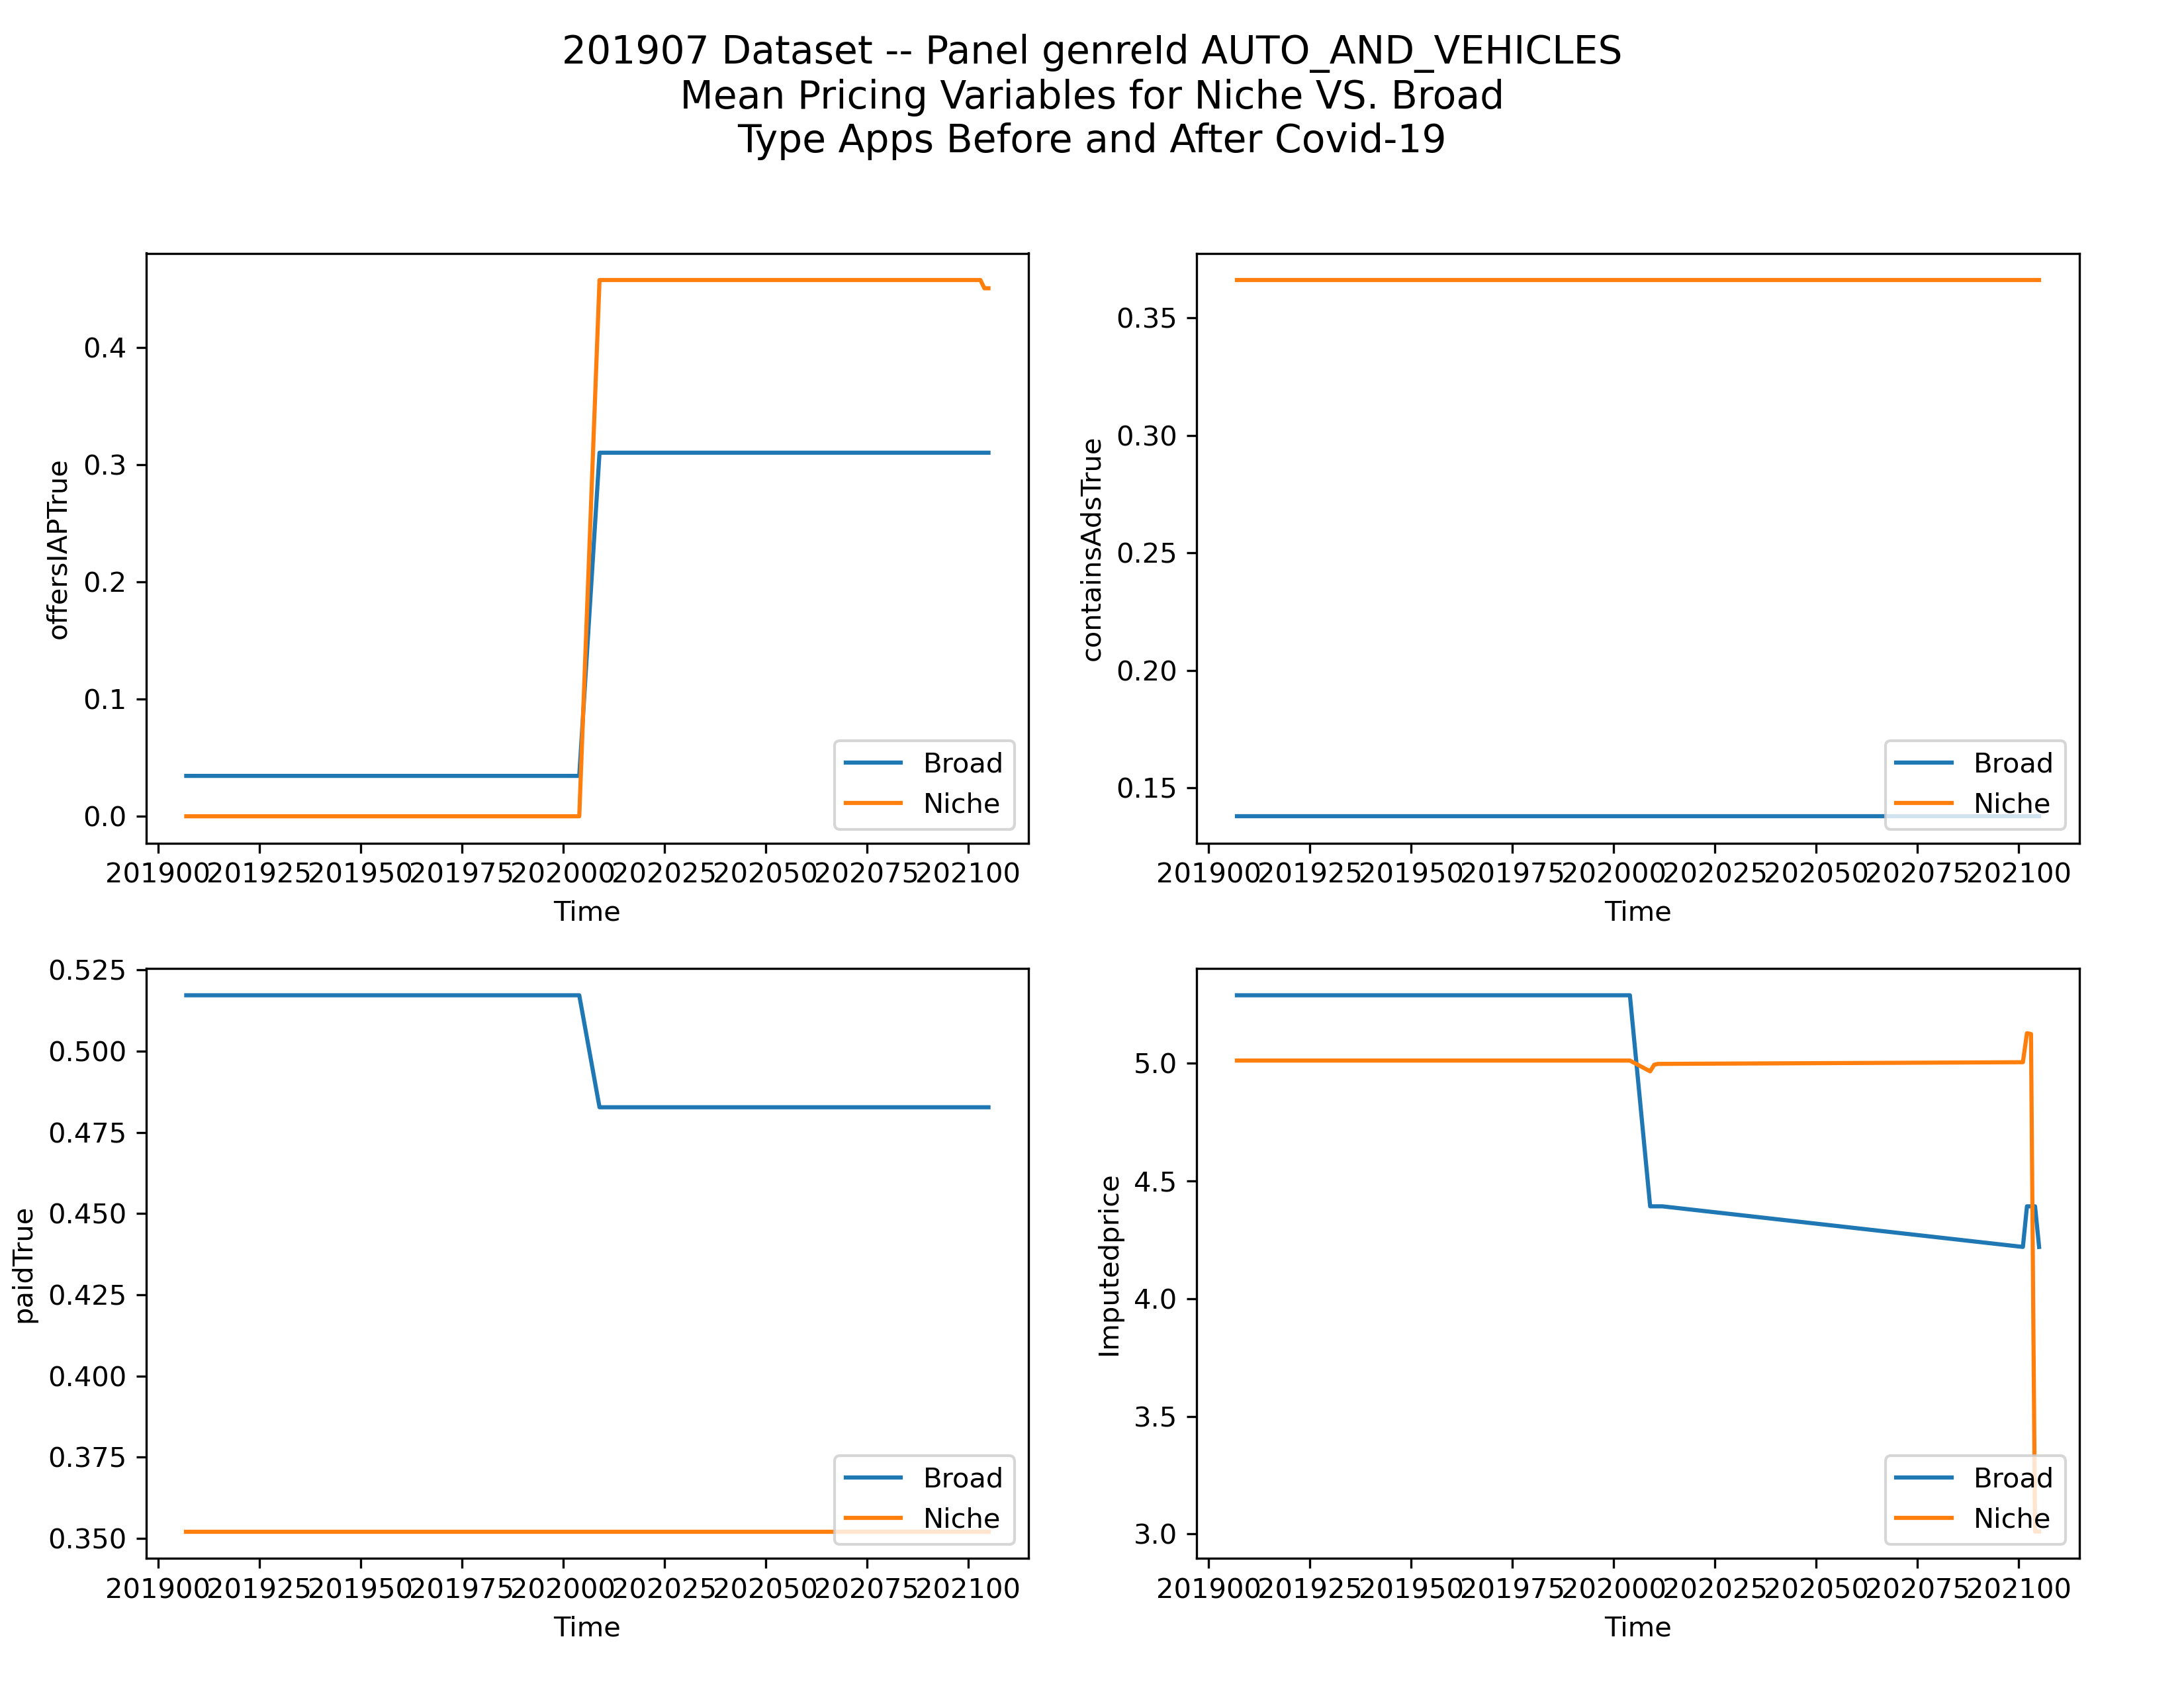 201907 Dataset -- Panel genreId AUTO_AND_VEHICLES
Mean Pricing Variables for Niche VS. Broad
Type Apps Before and After Covid-19
offersIAPTrue
0.4
0.3
0.2
0.1
0.0
Broad
Niche
201900 201925 201950 201975 202000 202025 202050 202075 202100
Time
containsAdsTrue
0.35
0.30
0.25
0.20
0.15
Broad
Niche
201900 201925 201950 201975 202000 202025 202050 202075 202100
Time
paidTrue
0.525
0.500
0.475
0.450
0.425
0.400
0.375
0.350
Broad
Niche
201900 201925 201950 201975 202000 202025 202050 202075 202100
Time
Imputedprice
5.0
4.5
4.0
3.5
3.0
Broad
Niche
201900 201925 201950 201975 202000 202025 202050 202075 202100
Time